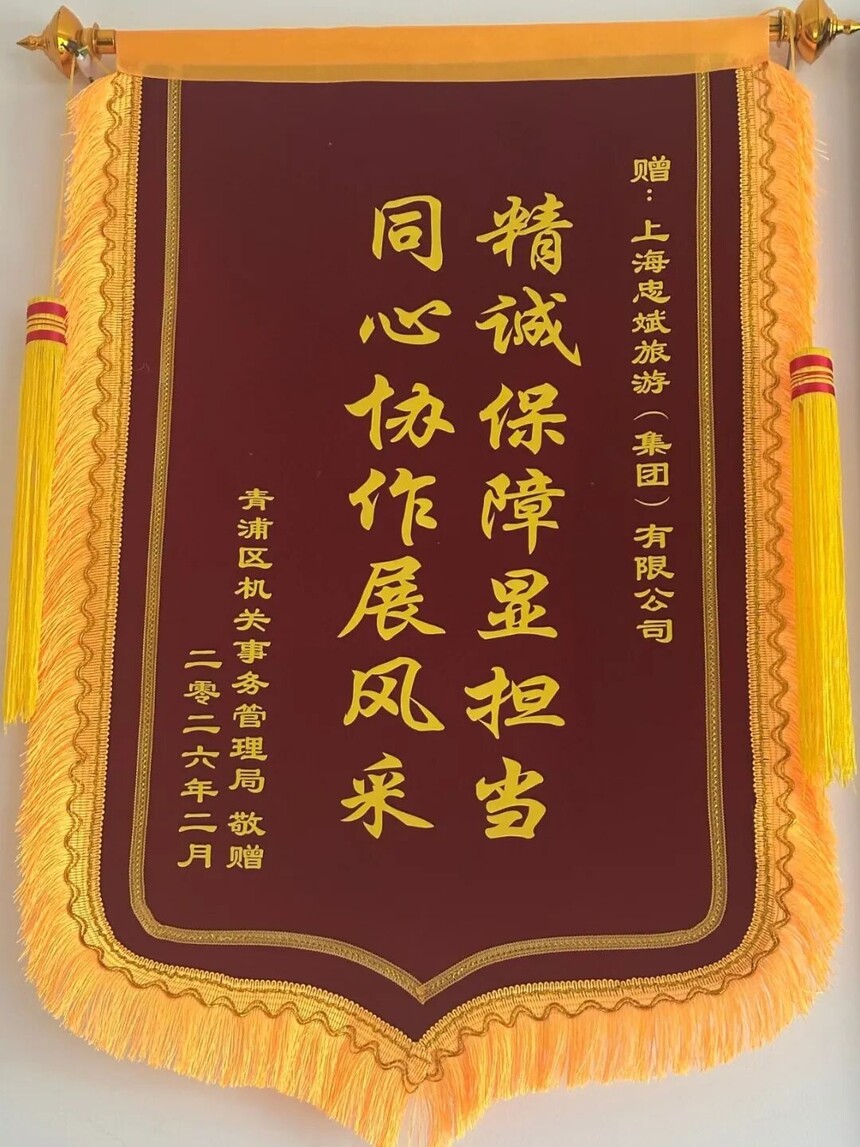 赠：上海忠斌旅游（集团）有限公司
精诚保障显担当
同心协作展风采
青浦区机关事务管理局 敬赠
二零二六年二月